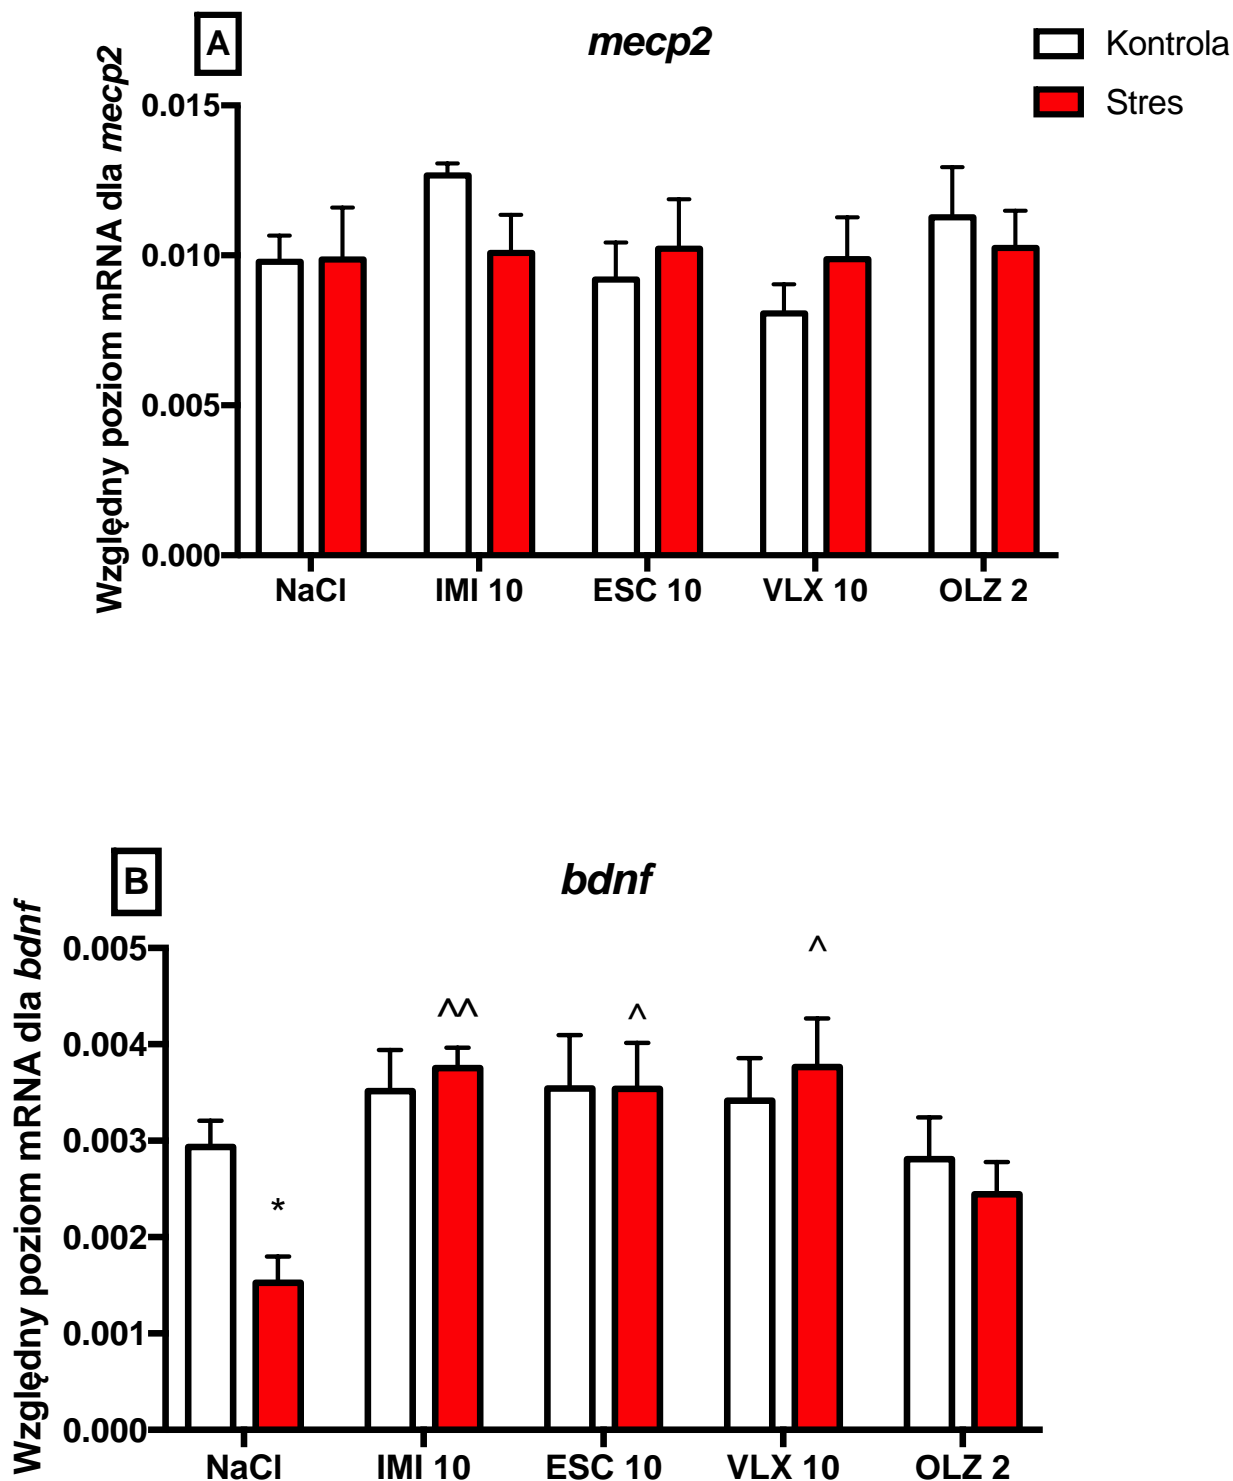 A
mecp2
Kontrola
Stres
Względny poziom mRNA dla mecp2
0.015
0.010
0.005
0.000
NaCl
IMI 10
ESC 10
VLX 10
OLZ 2
B
bdnf
Względny poziom mRNA dla bdnf
0.005
0.004
0.003
0.002
0.001
0.000
*
^^
^
^
NaCl
IMI 10
ESC 10
VLX 10
OLZ 2